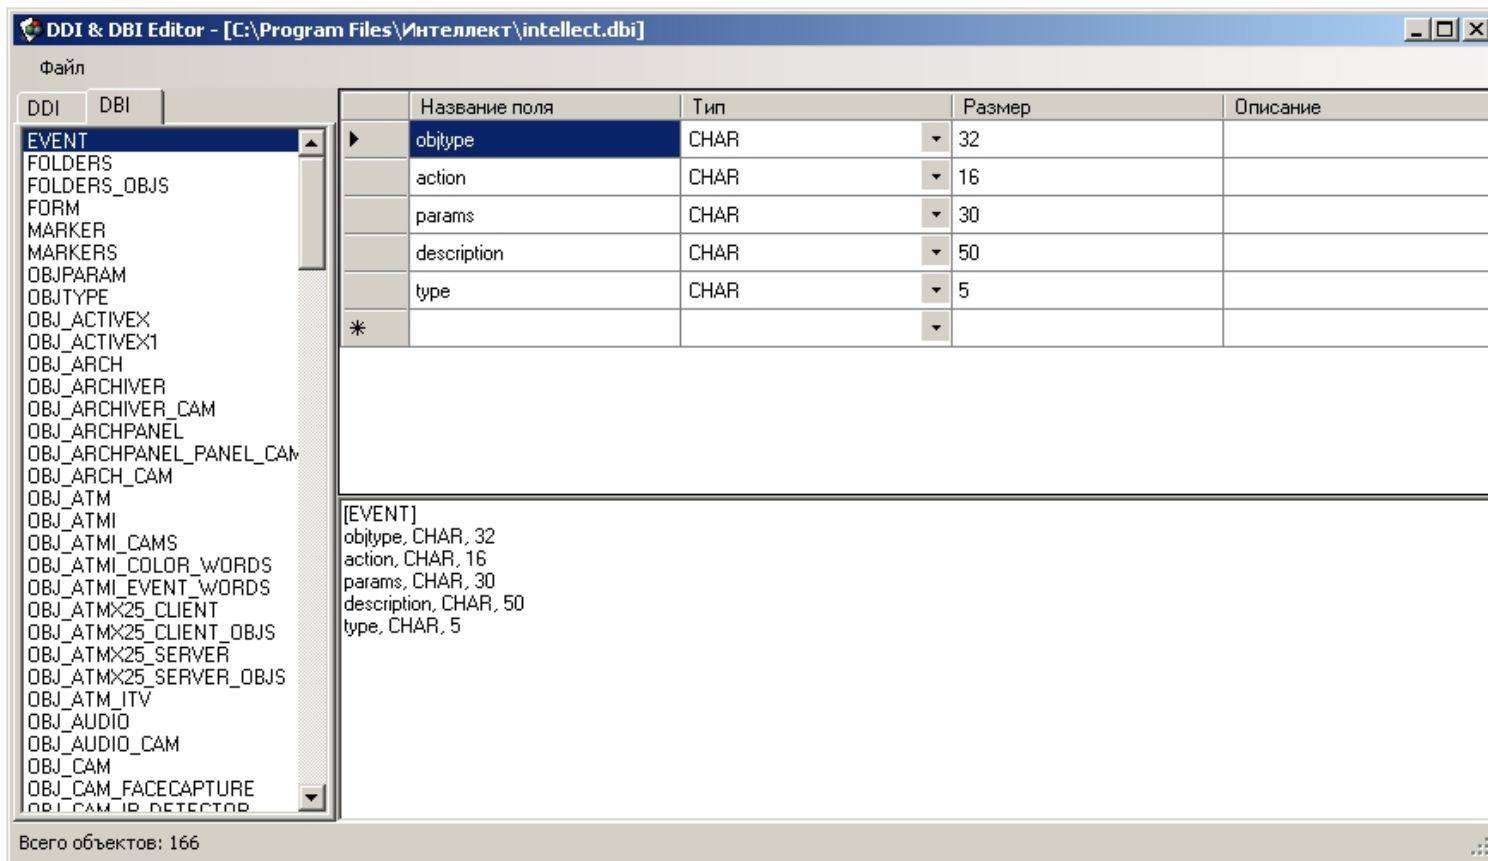 DDI & DBI Editor - [C:\Program Files\Интеллект\intellect.dbi]
Файл
DDI DBI
EVENT
FOLDERS
FOLDERS_OBJS
FORM
MARKER
MARKERS
OBJPARAM
OBJTYPE
OBJ_ACTIVEX
OBJ_ACTIVEX1
OBJ_ARCH
OBJ_ARCHIVER
OBJ_ARCHIVER_CAM
OBJ_ARCHPANEL
OBJ_ARCHPANEL_PANEL_CAM
OBJ_ARCH_CAM
OBJ_ATM
OBJ_ATMI
OBJ_ATMI_CAMS
OBJ_ATMI_COLOR_WORDS
OBJ_ATMI_EVENT_WORDS
OBJ_ATMX25_CLIENT
OBJ_ATMX25_CLIENT_OBJS
OBJ_ATMX25_SERVER
OBJ_ATMX25_SERVER_OBJS
OBJ_ATM_ITV
OBJ_AUDIO
OBJ_AUDIO_CAM
OBJ_CAM
OBJ_CAM_FACECAPTURE
OBJ_CAM_IR_DETECTOR
Название поля Тип Размер Описание
objtype CHAR 32
action CHAR 16
params CHAR 30
description CHAR 50
type CHAR 5
[EVENT]
objtype, CHAR, 32
action, CHAR, 16
params, CHAR, 30
description, CHAR, 50
type, CHAR, 5
Всего объектов: 166